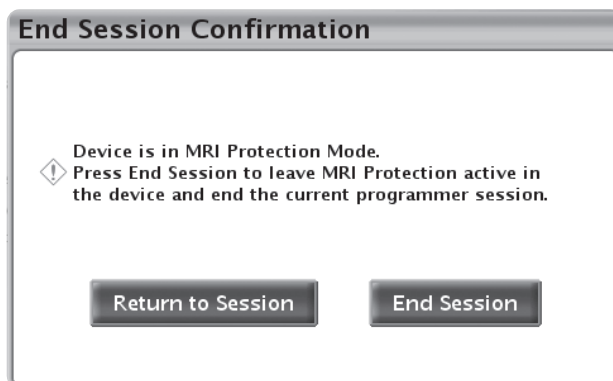 End Session Confirmation
Device is in MRI Protection Mode.
Press End Session to leave MRI Protection active in
the device and end the current programmer session.
Return to Session
End Session